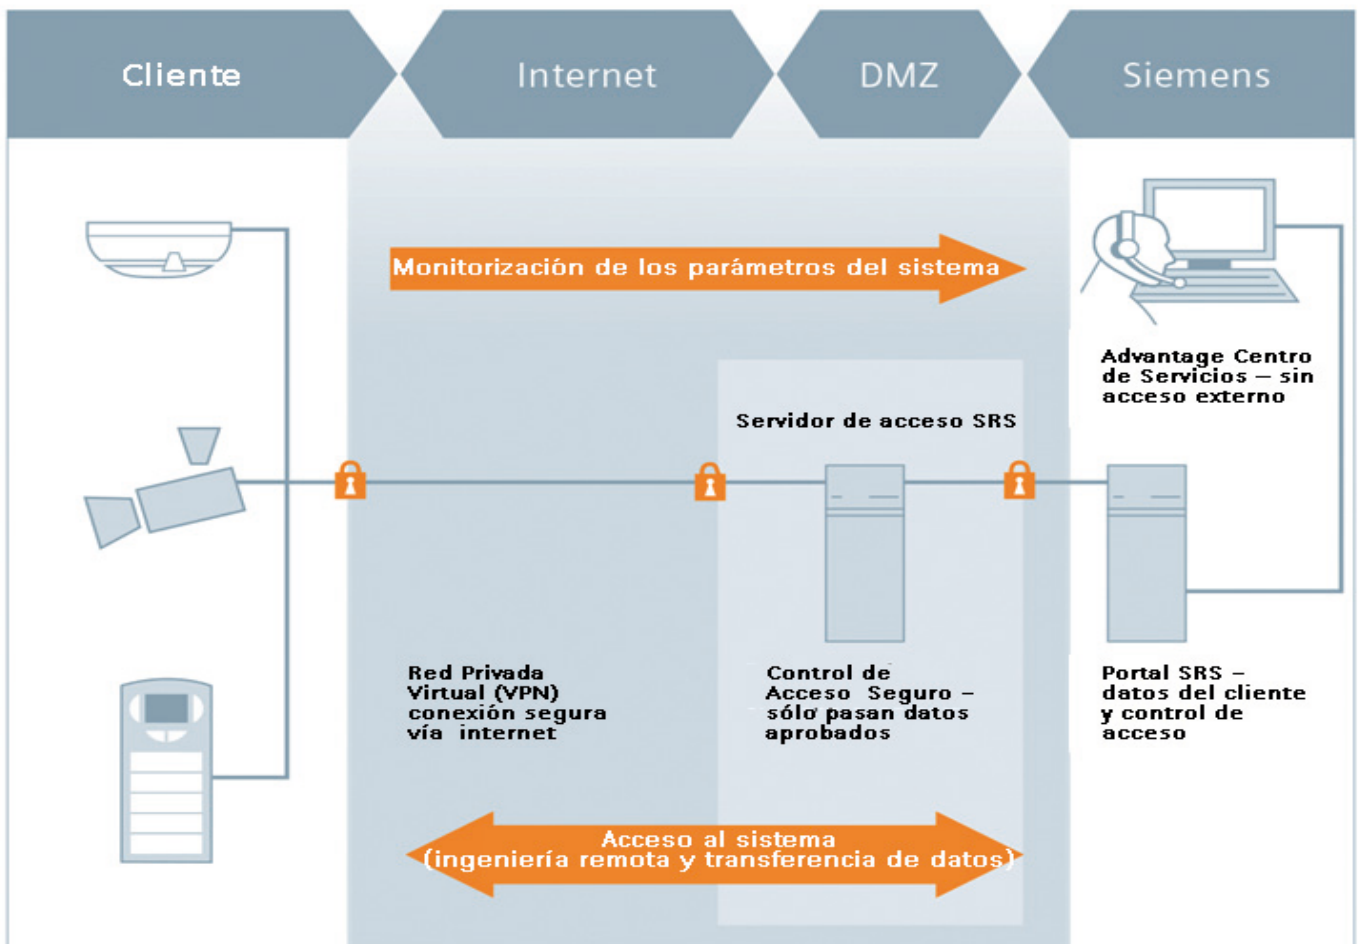 Cliente
Internet
DMZ
Siemens
Monitorización de los parámetros del sistema
Advantage Centro
de Servicios – sin
acceso externo
Servidor de acceso SRS
Red Privada
Virtual (VPN)
conexión segura
vía internet
Control de
Acceso Seguro –
sólo pasan datos
aprobados
Portal SRS –
datos del cliente
y control de
acceso
Acceso al sistema
(ingeniería remota y transferencia de datos)